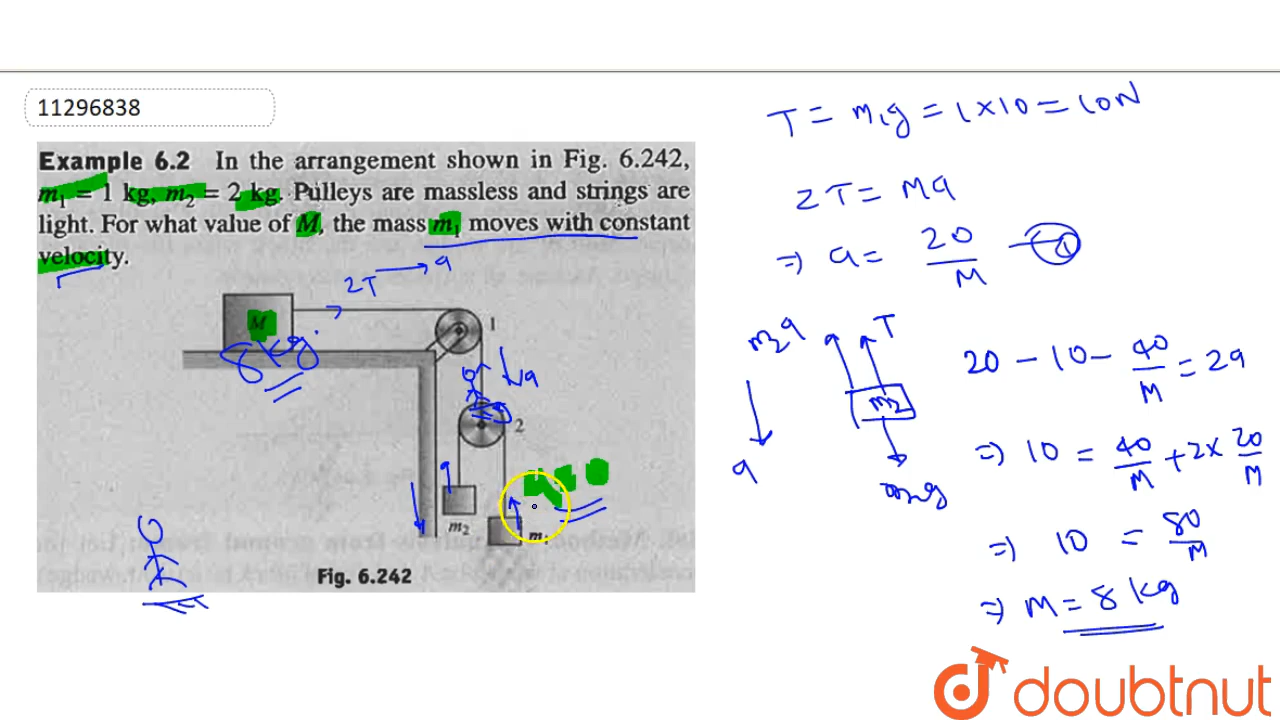 11296838
Example 6.2 In the arrangement shown in Fig. 6.242,
m₁ = 1 kg, m₂ = 2 kg. Pulleys are massless and strings are
light. For what value of M, the mass m₁ moves with constant
velocity.
2T → a
M
8 kg.
1
a
2
m₂
m₁
Fig. 6.242
T = m₁g = 1 × 10 = 10N
2T = Ma
⇒ a = 20/M
m₂a
T
m₂
a
m₂g
20 - 10 - 40/M = 2a
⇒ 10 = 40/M + 2× 20/M
⇒ 10 = 80/M
⇒ M = 8 kg
doubtnut